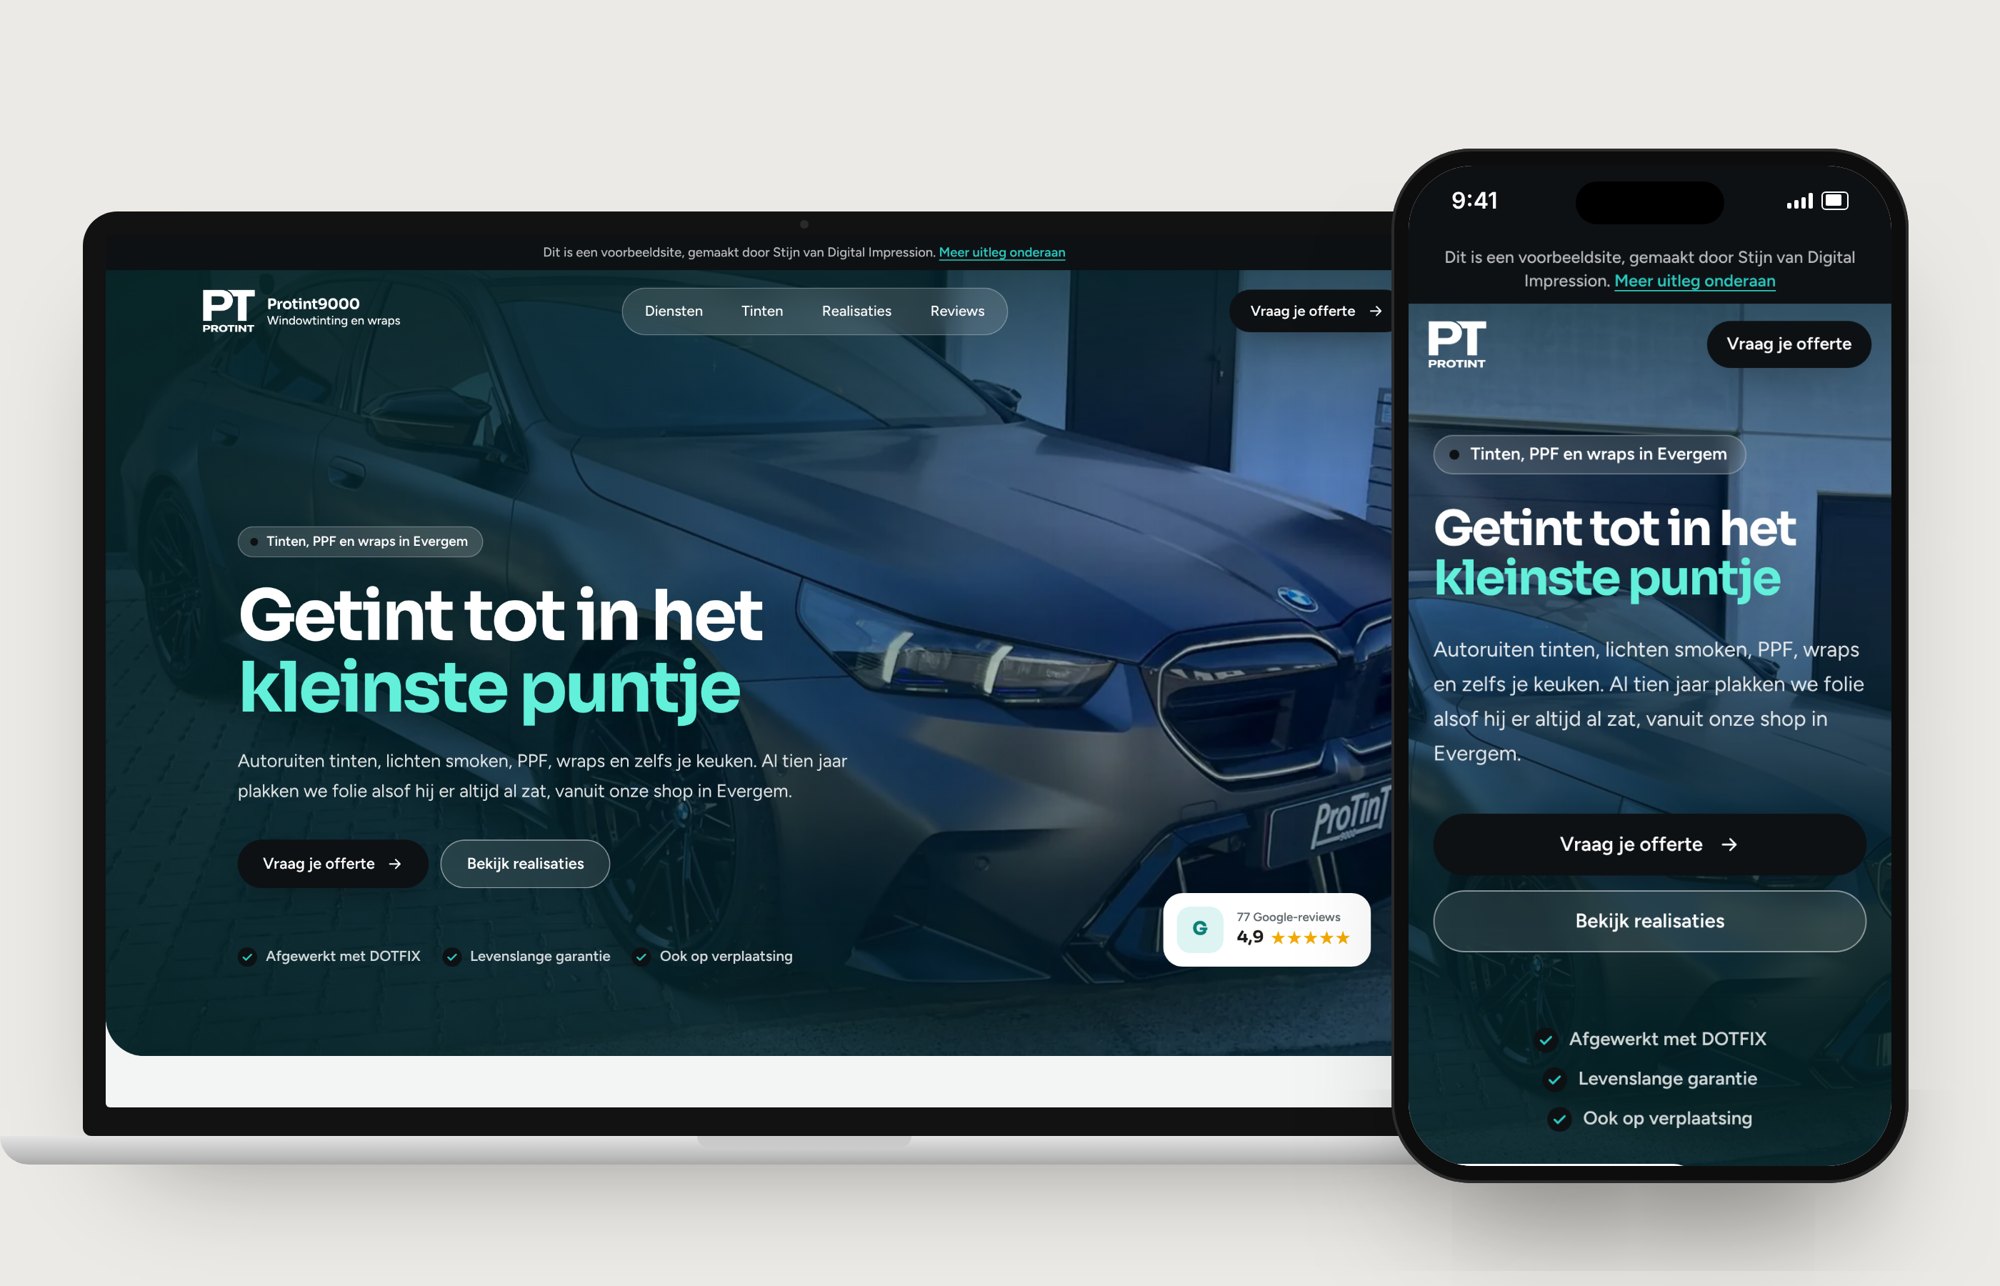 Dit is een voorbeeldsite, gemaakt door Stijn van Digital Impression. Meer uitleg onderaan
PT
PROTINT
Protint9000
Windowtinting en wraps
Diensten
Tinten
Realisaties
Reviews
Vraag je offerte →
Tinten, PPF en wraps in Evergem
Getint tot in het
kleinste puntje
Autoruiten tinten, lichten smoken, PPF, wraps en zelfs je keuken. Al tien jaar
plakken we folie alsof hij er altijd al zat, vanuit onze shop in Evergem.
Vraag je offerte →
Bekijk realisaties
Afgewerkt met DOTFIX
Levenslange garantie
Ook op verplaatsing
ProTinT
G
77 Google-reviews
4,9 ★★★★★
9:41
Dit is een voorbeeldsite, gemaakt door Stijn van Digital
Impression. Meer uitleg onderaan
PT
PROTINT
Vraag je offerte
Tinten, PPF en wraps in Evergem
Getint tot in het
kleinste puntje
Autoruiten tinten, lichten smoken, PPF, wraps
en zelfs je keuken. Al tien jaar plakken we folie
alsof hij er altijd al zat, vanuit onze shop in
Evergem.
Vraag je offerte →
Bekijk realisaties
Afgewerkt met DOTFIX
Levenslange garantie
Ook op verplaatsing